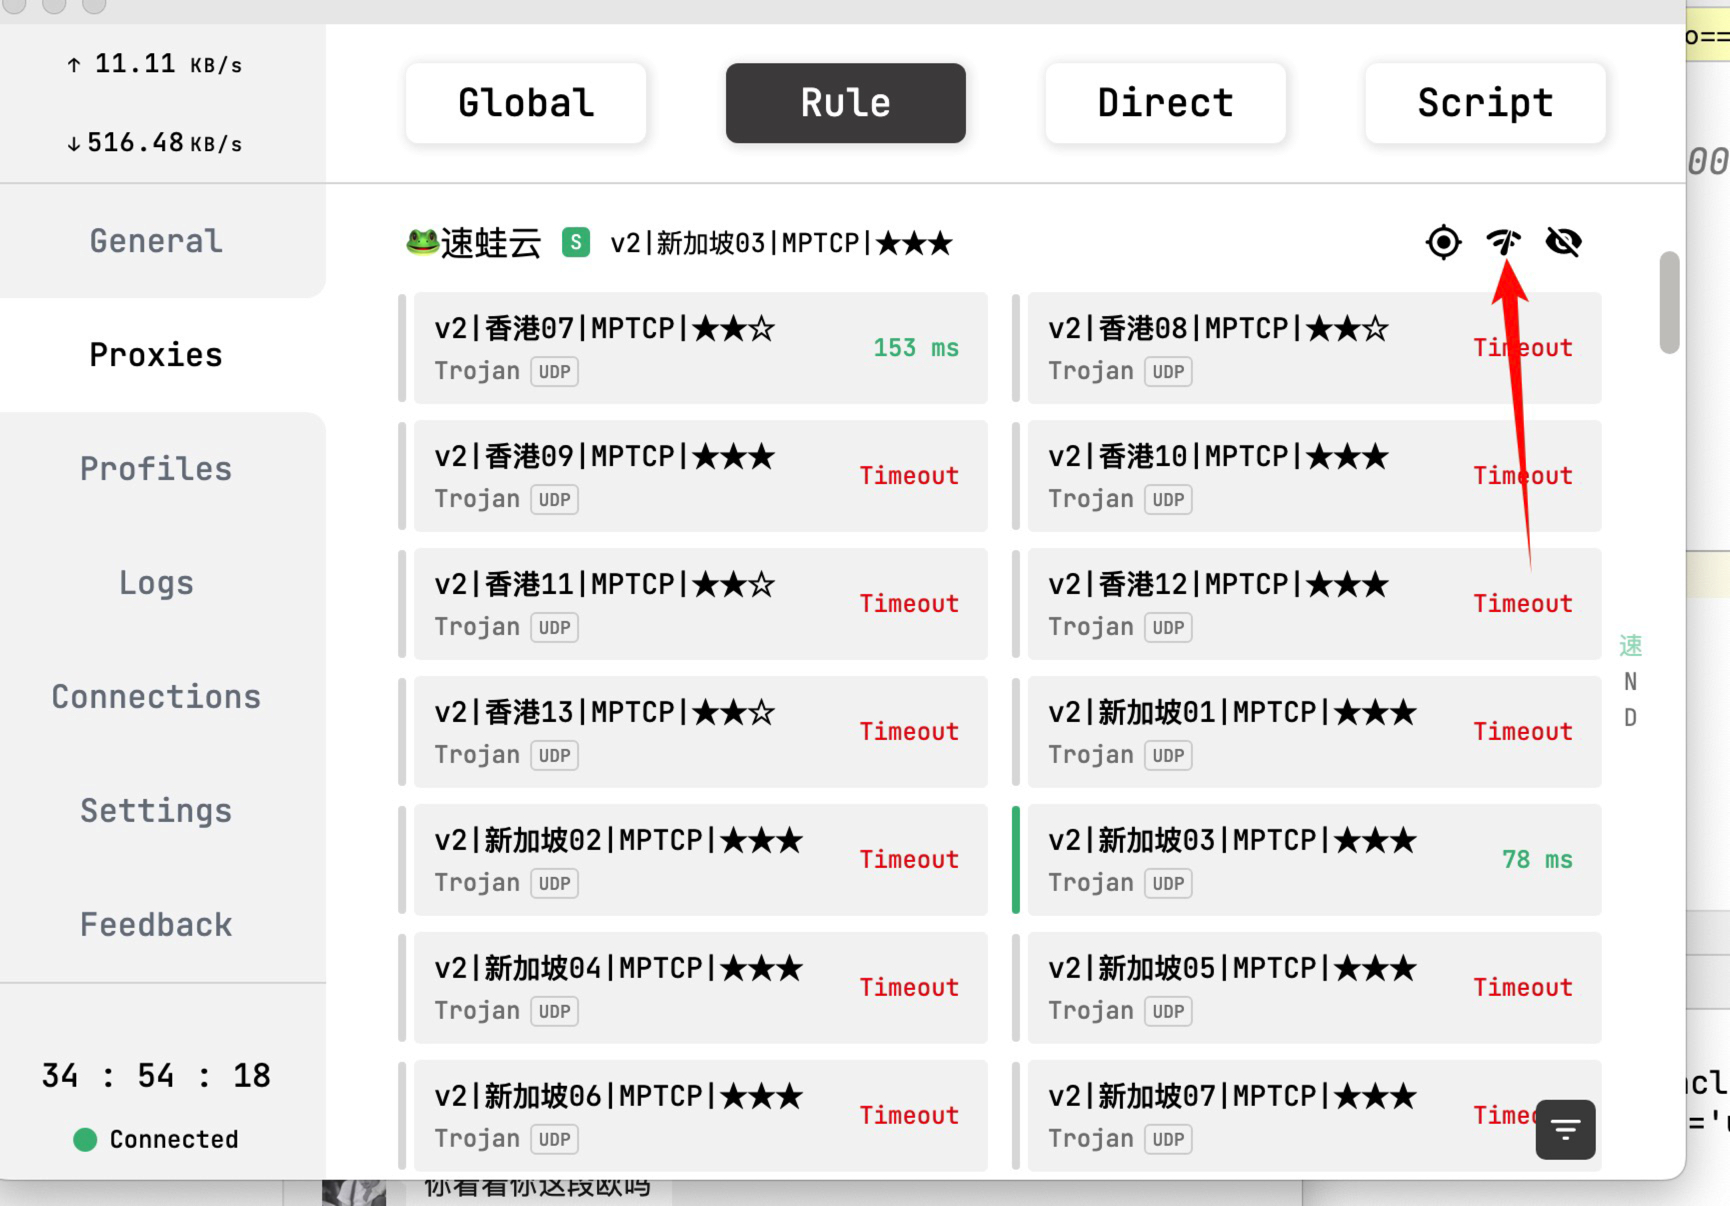 ↑ 11.11 KB/s
↓ 516.48 KB/s
Global
Rule
Direct
Script
General
Proxies
Profiles
Logs
Connections
Settings
Feedback
34 : 54 : 18
Connected
🐸速蛙云 S v2|新加坡03|MPTCP|★★★
v2|香港07|MPTCP|★★☆
Trojan UDP
153 ms
v2|香港08|MPTCP|★★☆
Trojan UDP
Timeout
v2|香港09|MPTCP|★★★
Trojan UDP
Timeout
v2|香港10|MPTCP|★★★
Trojan UDP
Timeout
v2|香港11|MPTCP|★★☆
Trojan UDP
Timeout
v2|香港12|MPTCP|★★★
Trojan UDP
Timeout
v2|香港13|MPTCP|★★☆
Trojan UDP
Timeout
v2|新加坡01|MPTCP|★★★
Trojan UDP
Timeout
v2|新加坡02|MPTCP|★★★
Trojan UDP
Timeout
v2|新加坡03|MPTCP|★★★
Trojan UDP
78 ms
v2|新加坡04|MPTCP|★★★
Trojan UDP
Timeout
v2|新加坡05|MPTCP|★★★
Trojan UDP
Timeout
v2|新加坡06|MPTCP|★★★
Trojan UDP
Timeout
v2|新加坡07|MPTCP|★★★
Trojan UDP
速
N
D
o==
00
='u
你看看你这段欧吗